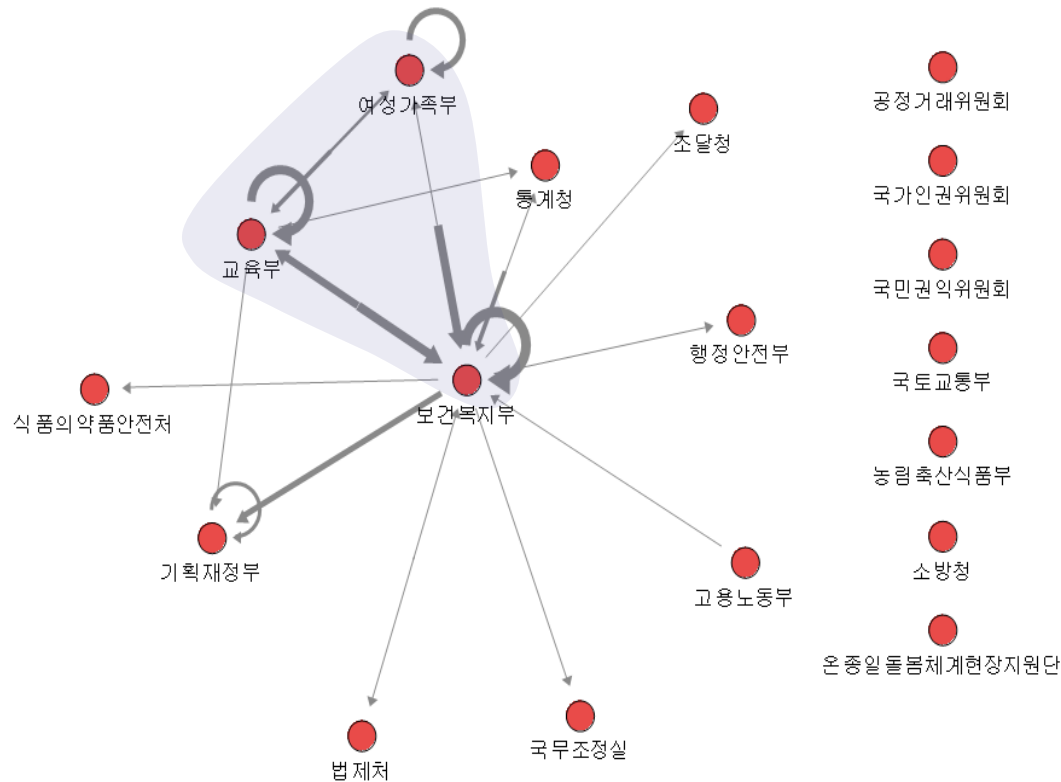 여성가족부
조달청
통계청
교육부
행정안전부
식품의약품안전처
보건복지부
기획재정부
고용노동부
법제처
국무조정실
공정거래위원회
국가인권위원회
국민권익위원회
국토교통부
농림축산식품부
소방청
온종일돌봄체계현장지원단